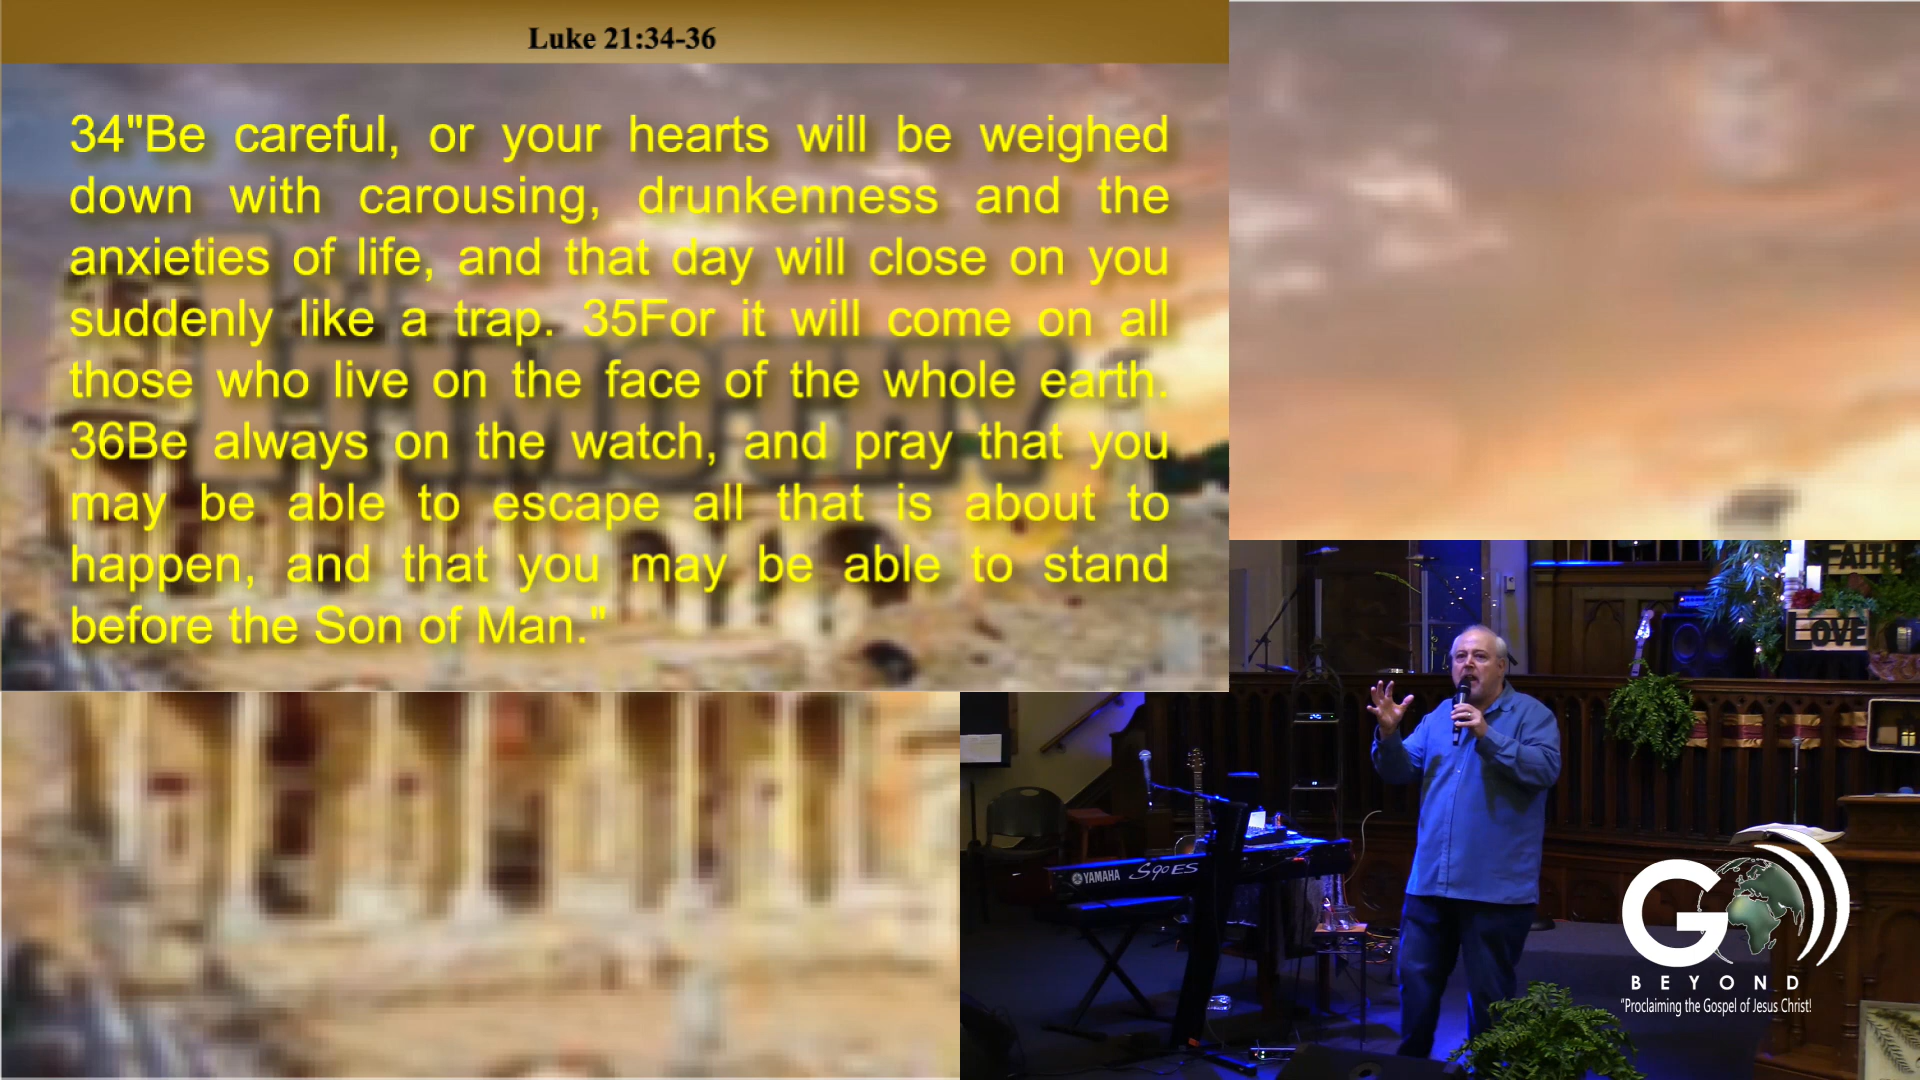 Luke 21:34-36
34"Be careful, or your hearts will be weighed
down with carousing, drunkenness and the
anxieties of life, and that day will close on you
suddenly like a trap. 35For it will come on all
those who live on the face of the whole earth.
36Be always on the watch, and pray that you
may be able to escape all that is about to
happen, and that you may be able to stand
before the Son of Man."
TIMOTHY
FAITH
LOVE
YAMAHA S90 ES
GO
BEYOND
"Proclaiming the Gospel of Jesus Christ!